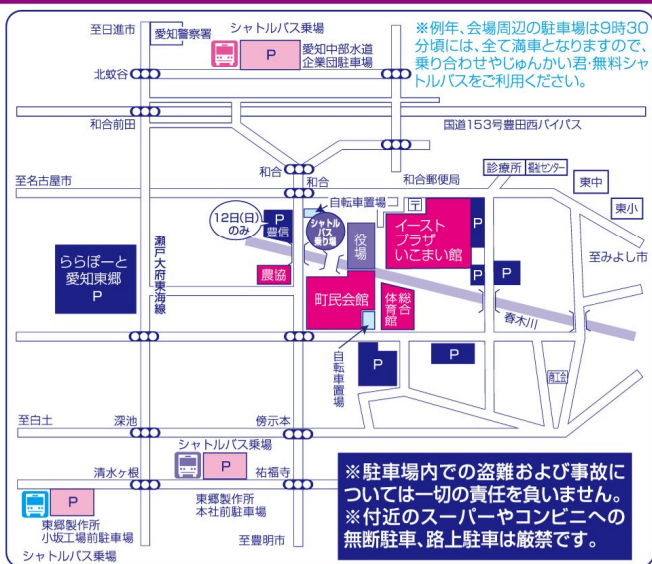 至日進市
愛知警察署
シャトルバス乗場
P
愛知中部水道
企業団駐車場
※例年、会場周辺の駐車場は9時30
分頃には、全て満車となりますので、
乗り合わせやじゅんかい君・無料シャ
トルバスをご利用ください。
北蚊谷
和合前田
国道153号豊田西バイパス
和合
和合
和合郵便局
診療所
福祉センター
東中
東小
至名古屋市
自転車置場
〒
12日(日)
のみ
P
豊信
シャトル
バス
乗り場
役場
イースト
プラザ
いこまい館
P
至みよし市
ららぽーと
愛知東郷
P
瀬戸大府東海線
農協
町民会館
総合
体育館
P
P
春木川
自転車置場
P
P
商工会
至白土
深池
傍示本
シャトルバス乗場
清水ヶ根
P
祐福寺
東郷製作所
本社前駐車場
P
東郷製作所
小坂工場前駐車場
シャトルバス乗場
至豊明市
※駐車場内での盗難および事故に
ついては一切の責任を負いません。
※付近のスーパーやコンビニへの
無断駐車、路上駐車は厳禁です。